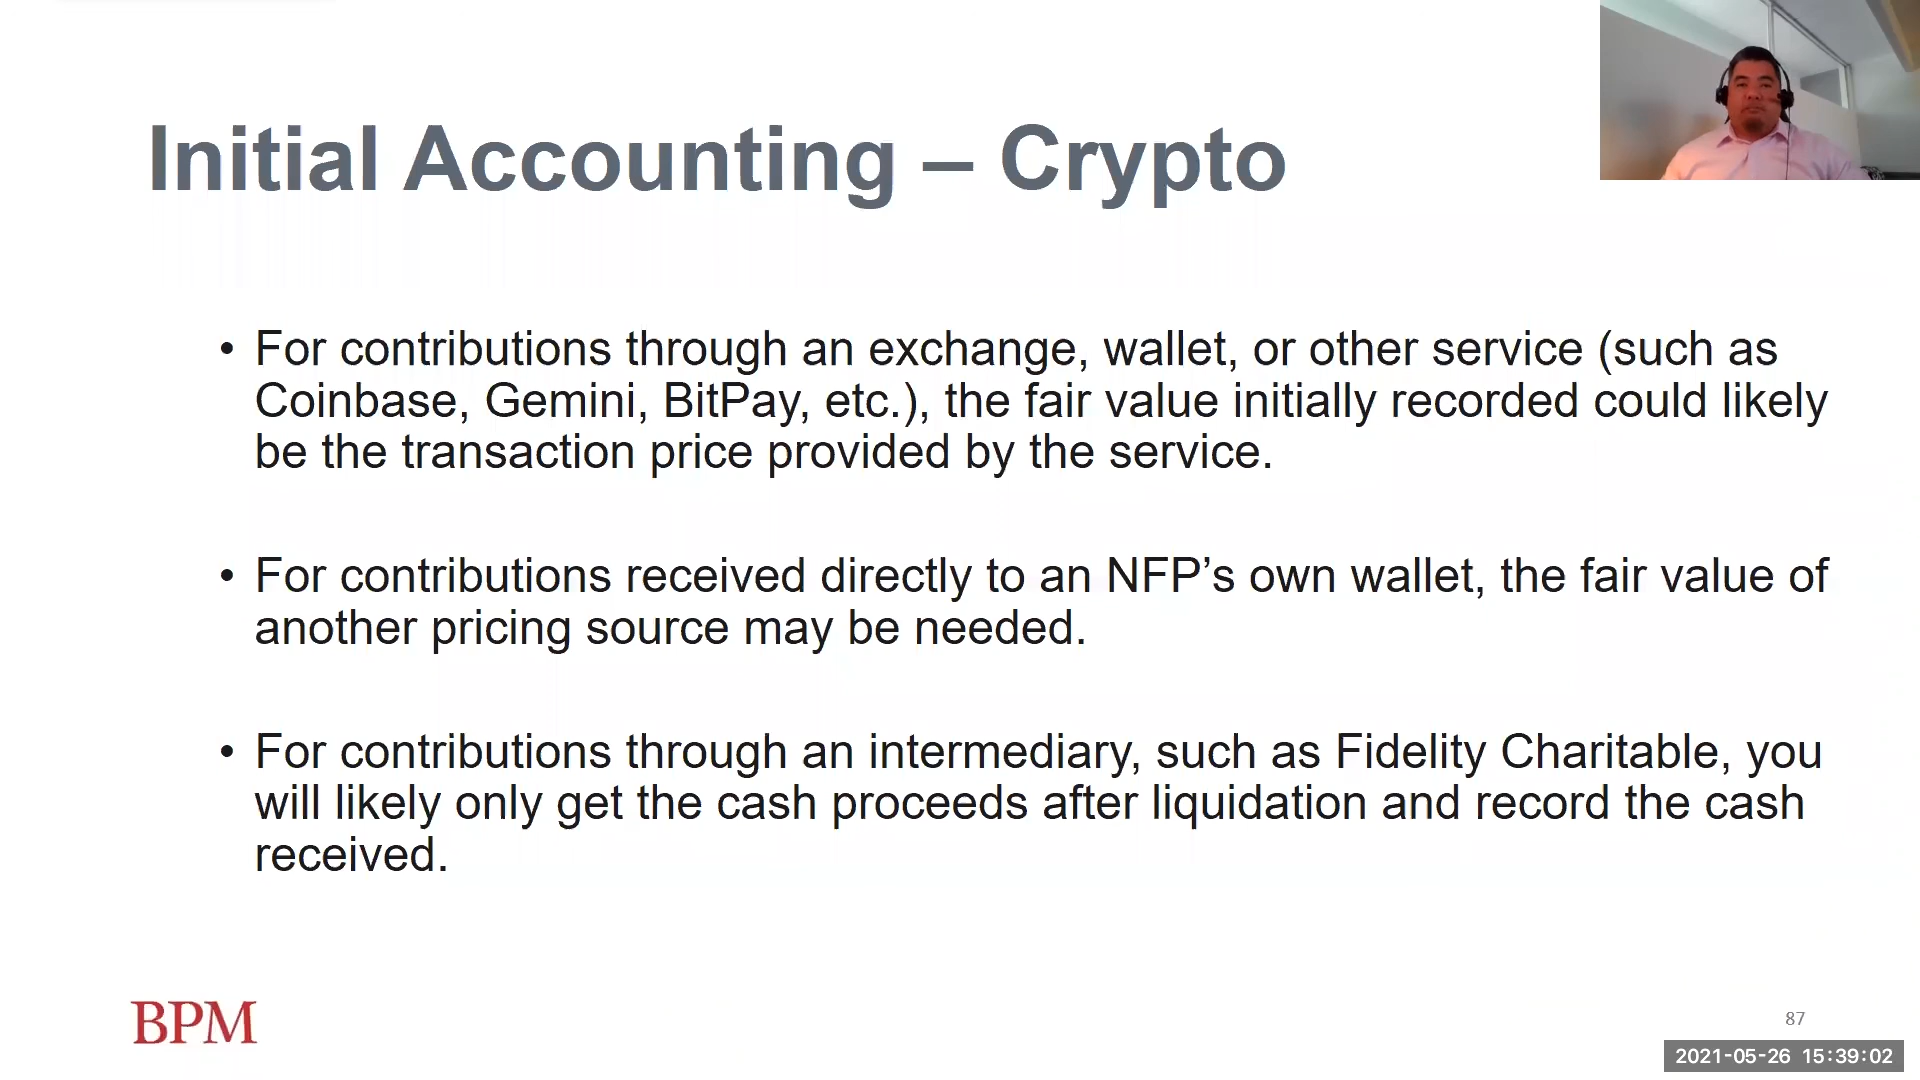 Initial Accounting – Crypto
• For contributions through an exchange, wallet, or other service (such as
Coinbase, Gemini, BitPay, etc.), the fair value initially recorded could likely
be the transaction price provided by the service.
• For contributions received directly to an NFP’s own wallet, the fair value of
another pricing source may be needed.
• For contributions through an intermediary, such as Fidelity Charitable, you
will likely only get the cash proceeds after liquidation and record the cash
received.
BPM
87
2021-05-26 15:39:02